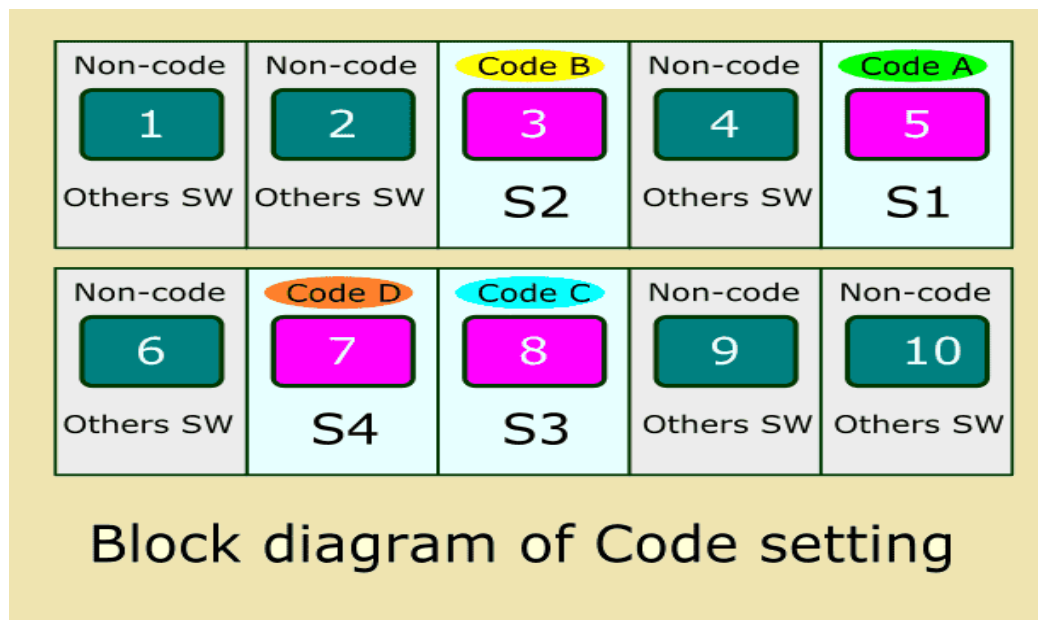 Non-code Non-code Code B Non-code Code A
1 2 3 4 5
Others SW Others SW S2 Others SW S1
Non-code Code D Code C Non-code Non-code
6 7 8 9 10
Others SW S4 S3 Others SW Others SW
Block diagram of Code setting